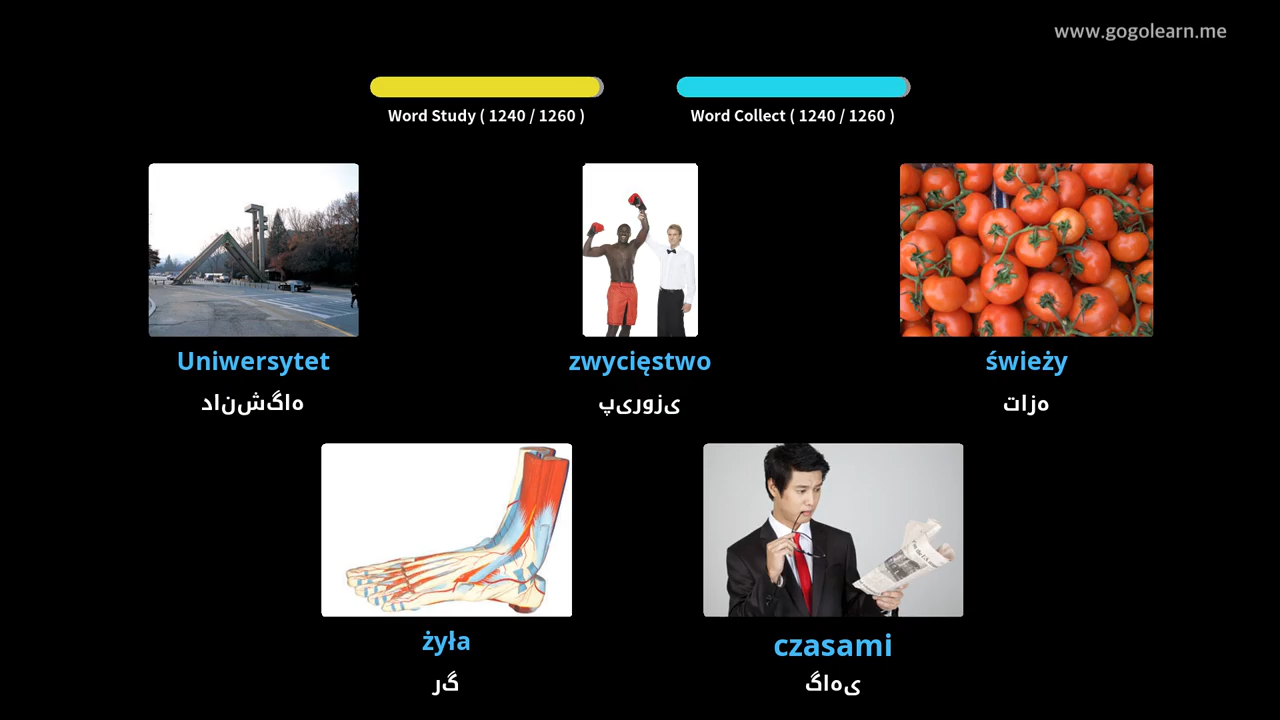 www.gogolearn.me
Word Study ( 1240 / 1260 )
Word Collect ( 1240 / 1260 )
Uniwersytet
دانشگاه
zwycięstwo
پیروزی
świeży
تازه
żyła
رگ
czasami
گاهی